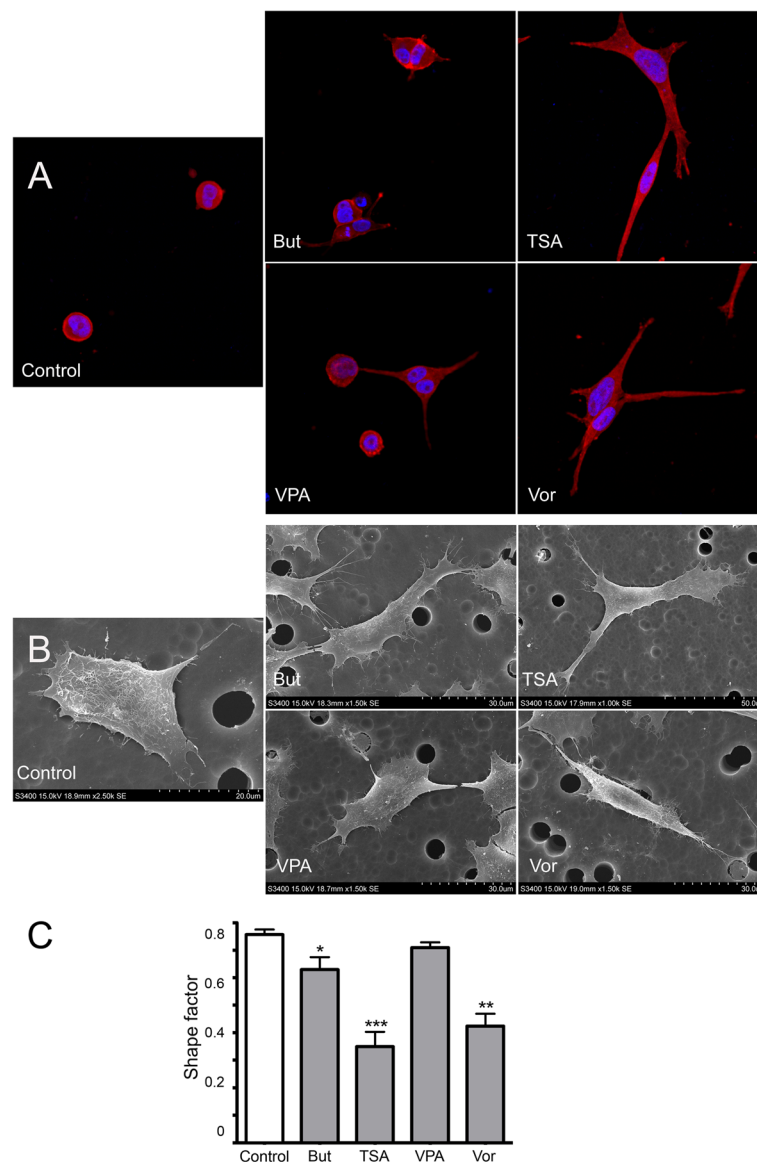 A
Control
But
TSA
VPA
Vor
B
Control
S3400 15.0kV 18.9mm x2.50k SE
20.0um
But
S3400 15.0kV 18.3mm x1.50k SE
30.0um
TSA
S3400 15.0kV 17.9mm x1.00k SE
50.0um
VPA
S3400 15.0kV 18.7mm x1.50k SE
30.0um
Vor
S3400 15.0kV 19.0mm x1.50k SE
30.0um
C
Shape factor
0.8
0.6
0.4
0.2
0
*
***
**
Control But TSA VPA Vor